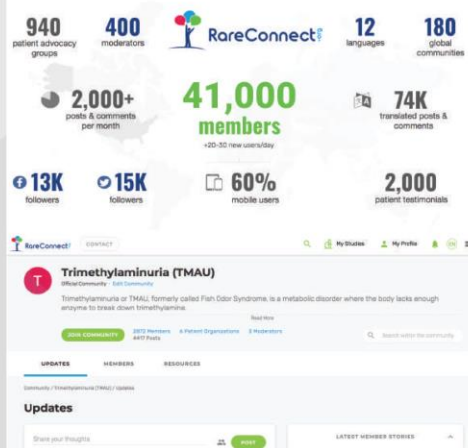 940
patient advocacy
groups
400
moderators
RareConnect
12
languages
180
global
communities
2,000+
posts & comments
per month
41,000
members
+20-30 new users/day
74K
translated posts &
comments
13K
followers
15K
followers
60%
mobile users
2,000
patient testimonials
RareConnect
CONTACT
My Studies
My Profile
T
Trimethylaminuria (TMAU)
Official Community
Edit Community
Trimethylaminuria or TMAU, formerly called Fish Odor Syndrome, is a metabolic disorder where the body lacks enough
enzyme to break down trimethylamine.
Read More
JOIN COMMUNITY
Members
6 Patient Organizations
3 Moderators
4417 Posts
Search within the community
UPDATES
MEMBERS
RESOURCES
Community / Trimethylaminuria (TMAU) / Updates
Updates
Share your thoughts
POST
LATEST MEMBER STORIES